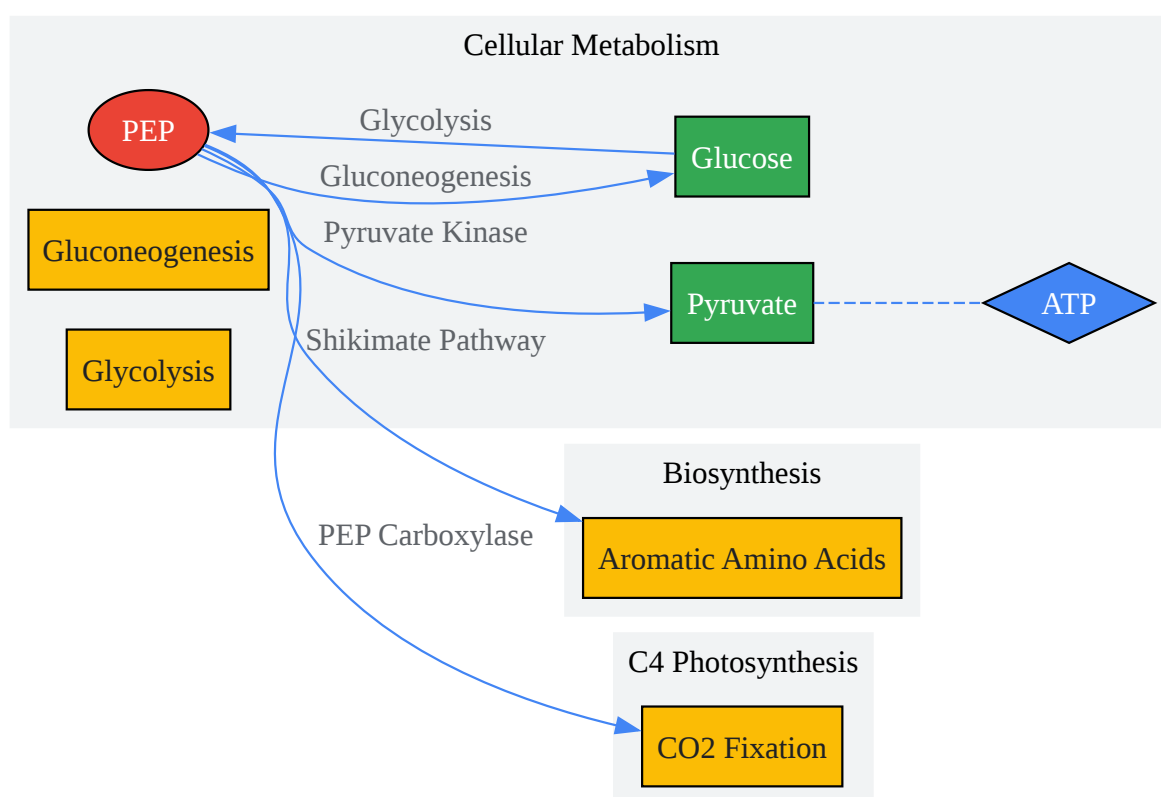 Cellular Metabolism
PEP
Glycolysis
Glucose
Gluconeogenesis
Pyruvate Kinase
Gluconeogenesis
Pyruvate
ATP
Shikimate Pathway
Glycolysis
Biosynthesis
PEP Carboxylase
Aromatic Amino Acids
C4 Photosynthesis
CO2 Fixation